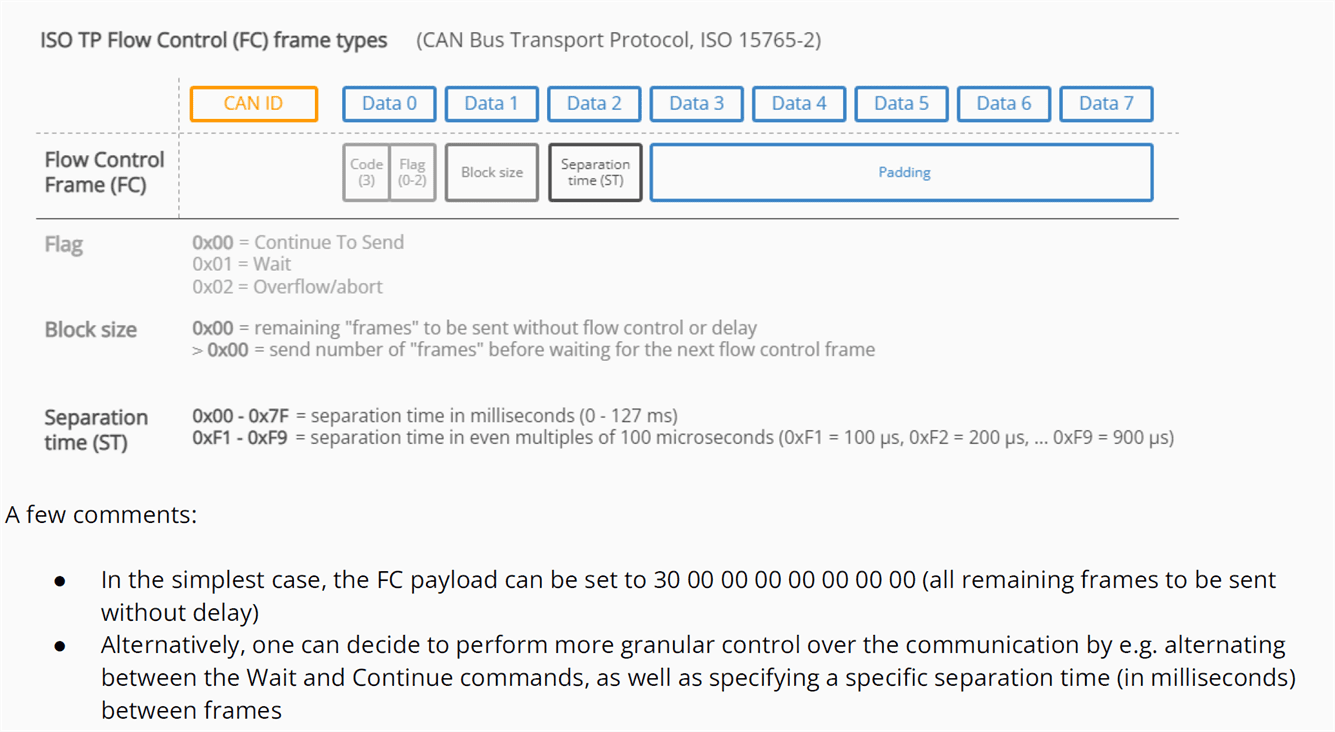 ISO TP Flow Control (FC) frame types (CAN Bus Transport Protocol, ISO 15765-2)
CAN ID Data 0 Data 1 Data 2 Data 3 Data 4 Data 5 Data 6 Data 7
Flow Control
Frame (FC)
Code
(3)
Flag
(0-2)
Block size
Separation
time (ST)
Padding
Flag
0x00 = Continue To Send
0x01 = Wait
0x02 = Overflow/abort
Block size
0x00 = remaining "frames" to be sent without flow control or delay
> 0x00 = send number of "frames" before waiting for the next flow control frame
Separation
time (ST)
0x00 - 0x7F = separation time in milliseconds (0 - 127 ms)
0xF1 - 0xF9 = separation time in even multiples of 100 microseconds (0xF1 = 100 µs, 0xF2 = 200 µs, ... 0xF9 = 900 µs)
A few comments:
● In the simplest case, the FC payload can be set to 30 00 00 00 00 00 00 00 (all remaining frames to be sent
without delay)
● Alternatively, one can decide to perform more granular control over the communication by e.g. alternating
between the Wait and Continue commands, as well as specifying a specific separation time (in milliseconds)
between frames